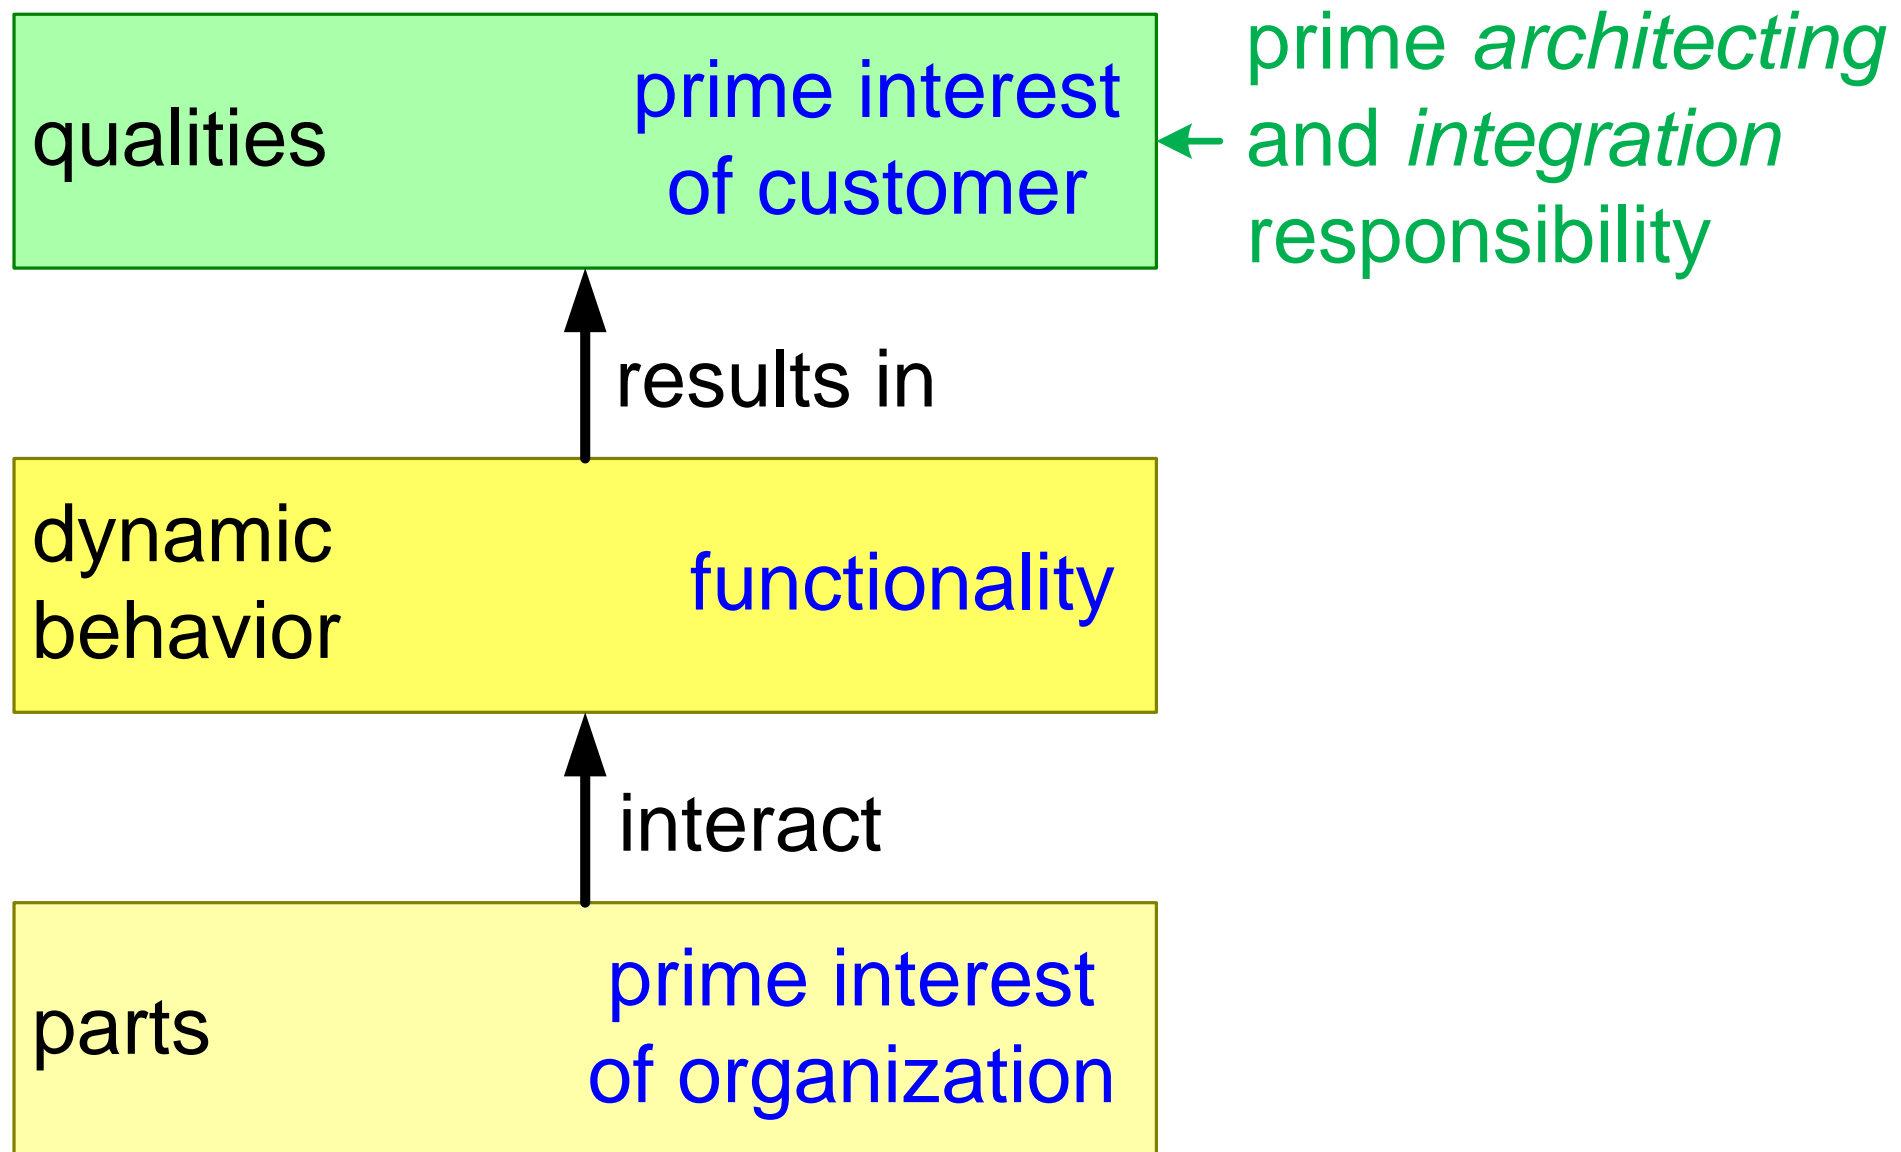 qualities
prime interest
of customer
prime architecting
and integration
responsibility
results in
dynamic
behavior
functionality
interact
parts
prime interest
of organization